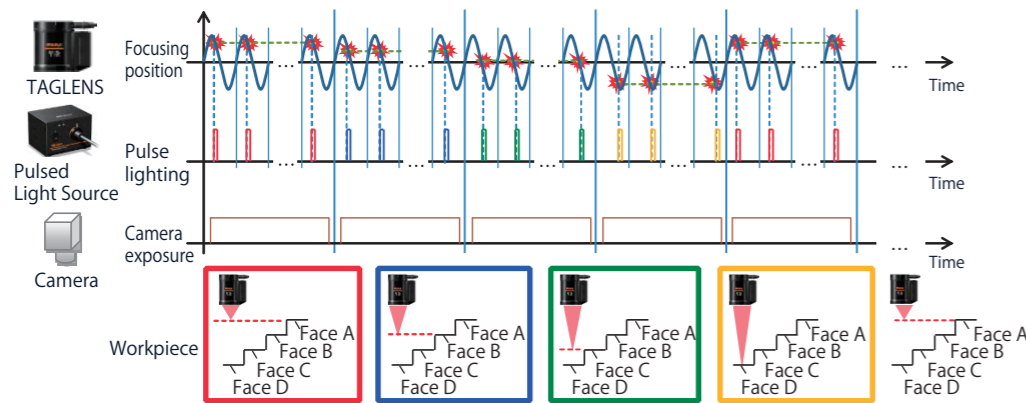 TAGLENS
Focusing
position
...
...
...
...
...
...
Time
Pulsed
Light Source
Pulse
lighting
...
...
...
...
...
...
Time
Camera
Camera
exposure
...
Time
Workpiece
Face A
Face B
Face C
Face D
Face A
Face B
Face C
Face D
Face A
Face B
Face C
Face D
Face A
Face B
Face C
Face D
Face A
Face B
Face C
Face D